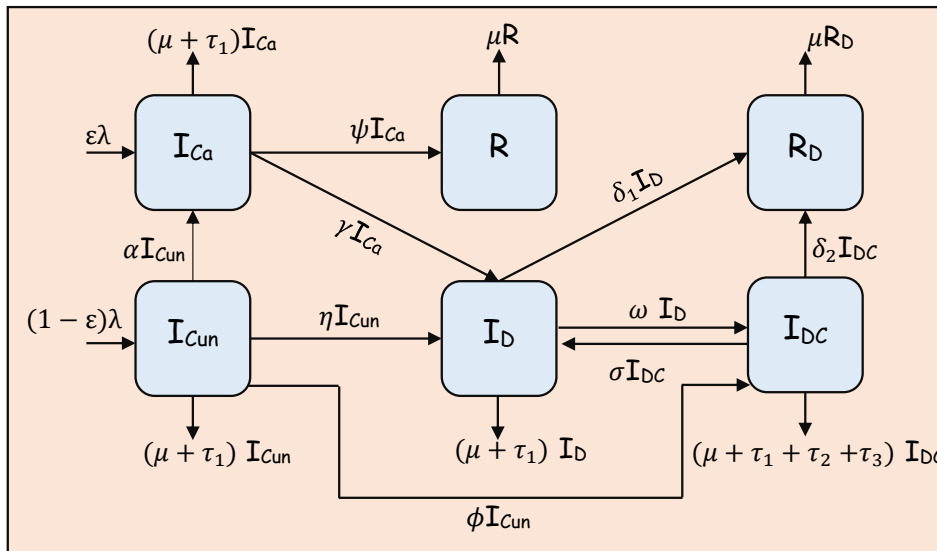 (μ + τ₁)I_Ca
μR
μR_D
ελ
I_Ca
ψI_Ca
R
R_D
γI_Ca
δ₁I_D
αI_Cun
δ₂I_DC
(1 − ε)λ
I_Cun
ηI_Cun
I_D
ω I_D
σI_DC
I_DC
(μ + τ₁) I_Cun
(μ + τ₁) I_D
(μ + τ₁ + τ₂ +τ₃) I_DC
ϕI_Cun